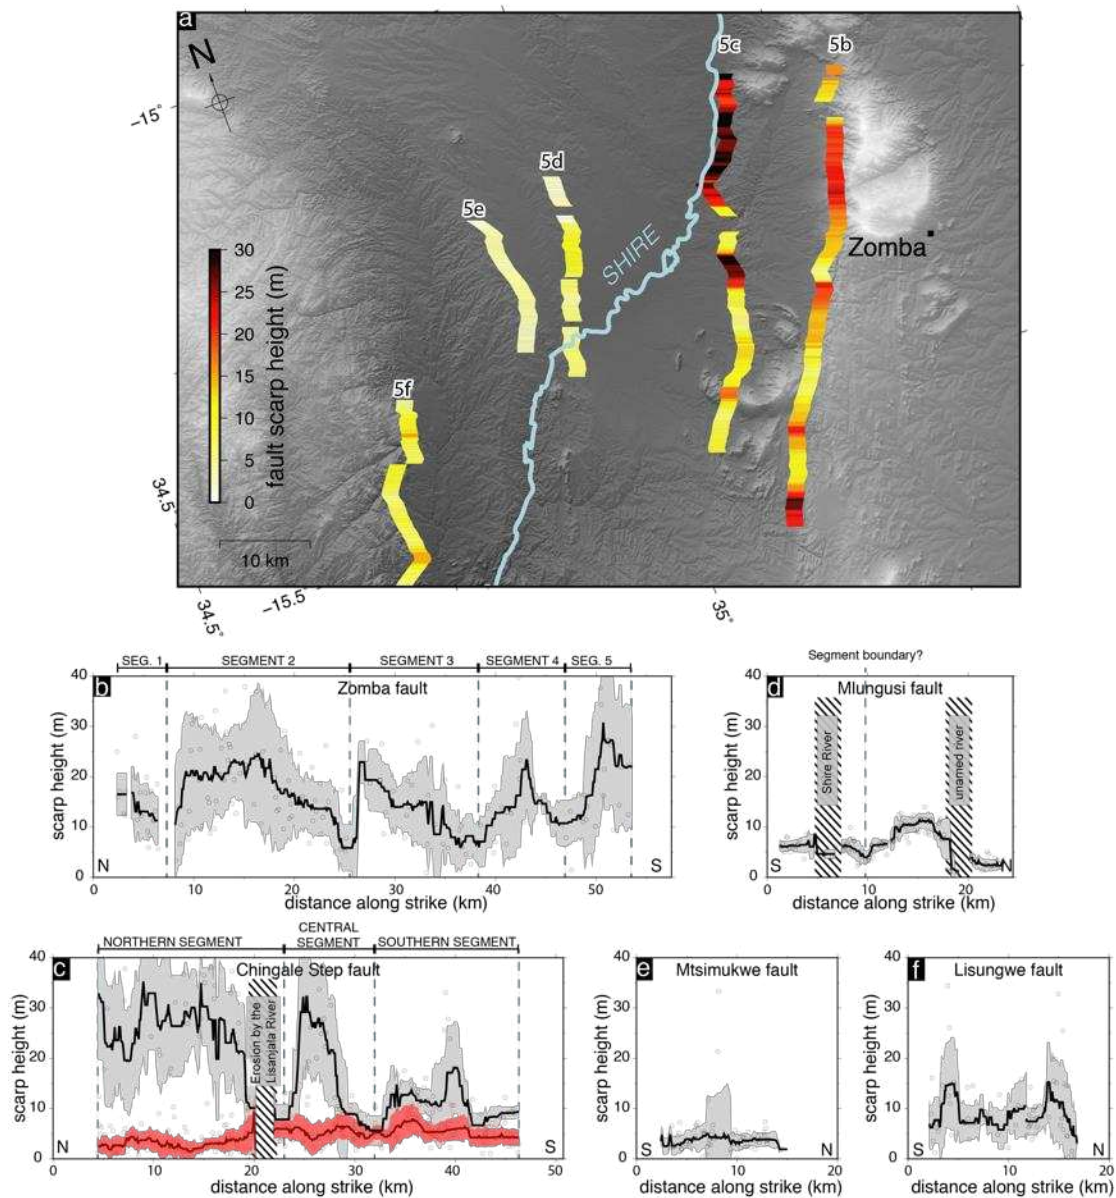 a
N
-15°
5c
5b
5d
5e
SHIRE
Zomba
5f
fault scarp height (m)
30
25
20
15
10
5
0
10 km
34.5
34.5°
-15.5
35°
SEG. 1
SEGMENT 2
SEGMENT 3
SEGMENT 4
SEG. 5
b
Zomba fault
scarp height (m)
40
30
20
10
0
N
S
0
10
20
30
40
50
distance along strike (km)
Segment boundary?
d
Mlungusi fault
scarp height (m)
40
30
20
10
0
Shire River
unamed river
S
N
0
10
20
distance along strike (km)
NORTHERN SEGMENT
CENTRAL
SEGMENT
SOUTHERN SEGMENT
c
Chingale Step fault
scarp height (m)
40
30
20
10
0
Erosion by the
Lisanjala River
N
S
10
20
30
40
50
distance along strike (km)
e
Mtsimukwe fault
scarp height (m)
40
30
20
10
0
S
N
0
10
20
distance along strike (km)
f
Lisungwe fault
scarp height (m)
40
30
20
10
0
S
N
0
10
20
distance along strike (km)